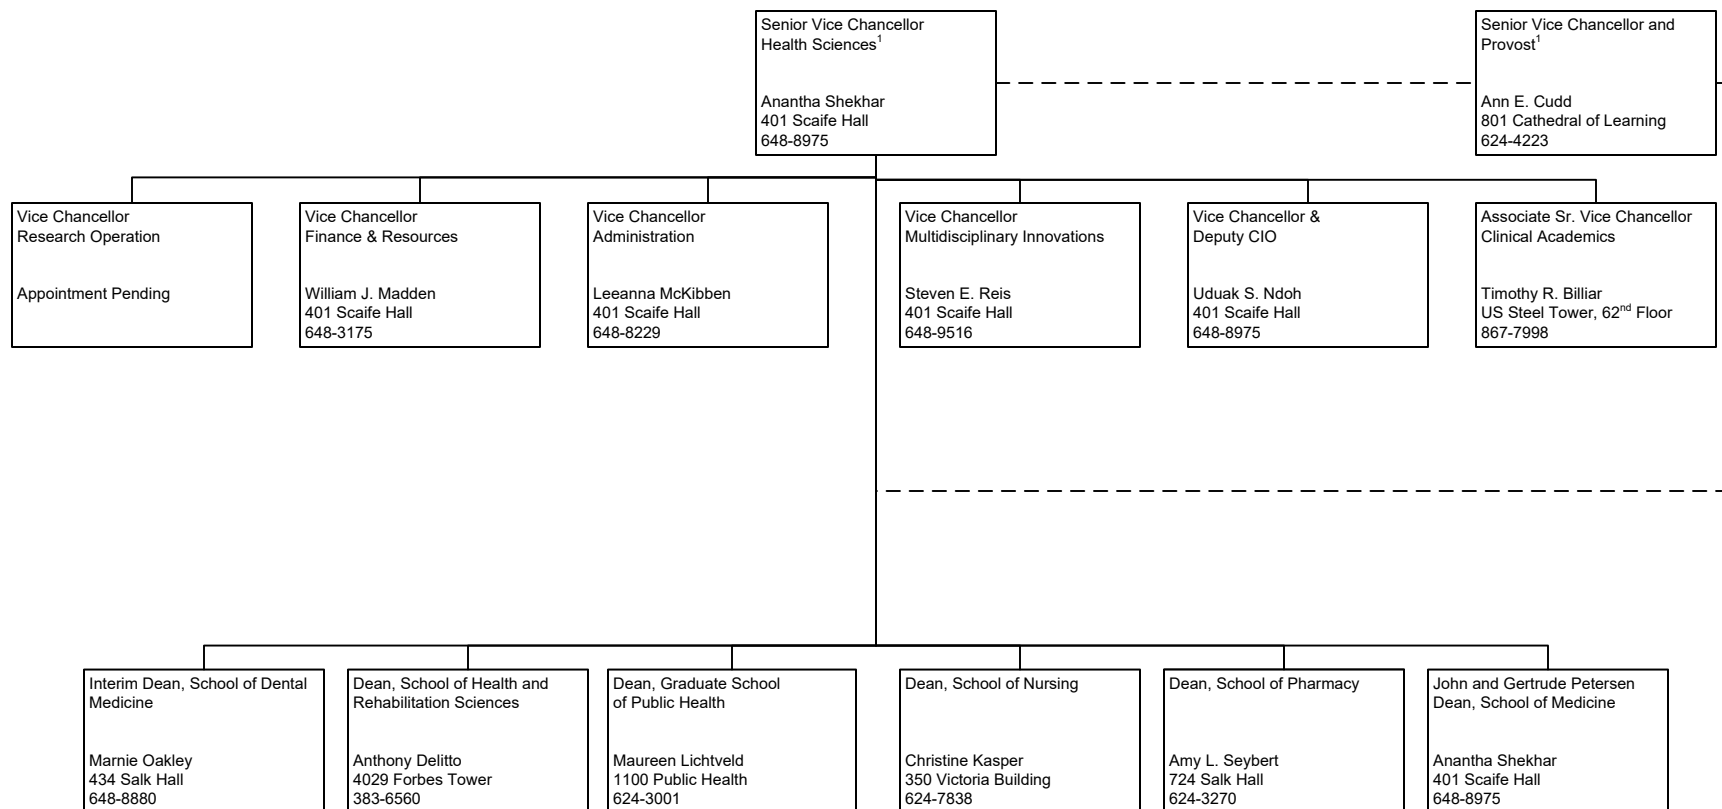 Senior Vice Chancellor
Health Sciences¹
Anantha Shekhar
401 Scaife Hall
648-8975
Senior Vice Chancellor and
Provost¹
Ann E. Cudd
801 Cathedral of Learning
624-4223
Vice Chancellor
Research Operation
Appointment Pending
Vice Chancellor
Finance & Resources
William J. Madden
401 Scaife Hall
648-3175
Vice Chancellor
Administration
Leeanna McKibben
401 Scaife Hall
648-8229
Vice Chancellor
Multidisciplinary Innovations
Steven E. Reis
401 Scaife Hall
648-9516
Vice Chancellor &
Deputy CIO
Uduak S. Ndoh
401 Scaife Hall
648-8975
Associate Sr. Vice Chancellor
Clinical Academics
Timothy R. Billiar
US Steel Tower, 62ⁿᵈ Floor
867-7998
Interim Dean, School of Dental
Medicine
Marnie Oakley
434 Salk Hall
648-8880
Dean, School of Health and
Rehabilitation Sciences
Anthony Delitto
4029 Forbes Tower
383-6560
Dean, Graduate School
of Public Health
Maureen Lichtveld
1100 Public Health
624-3001
Dean, School of Nursing
Christine Kasper
350 Victoria Building
624-7838
Dean, School of Pharmacy
Amy L. Seybert
724 Salk Hall
624-3270
John and Gertrude Petersen
Dean, School of Medicine
Anantha Shekhar
401 Scaife Hall
648-8975